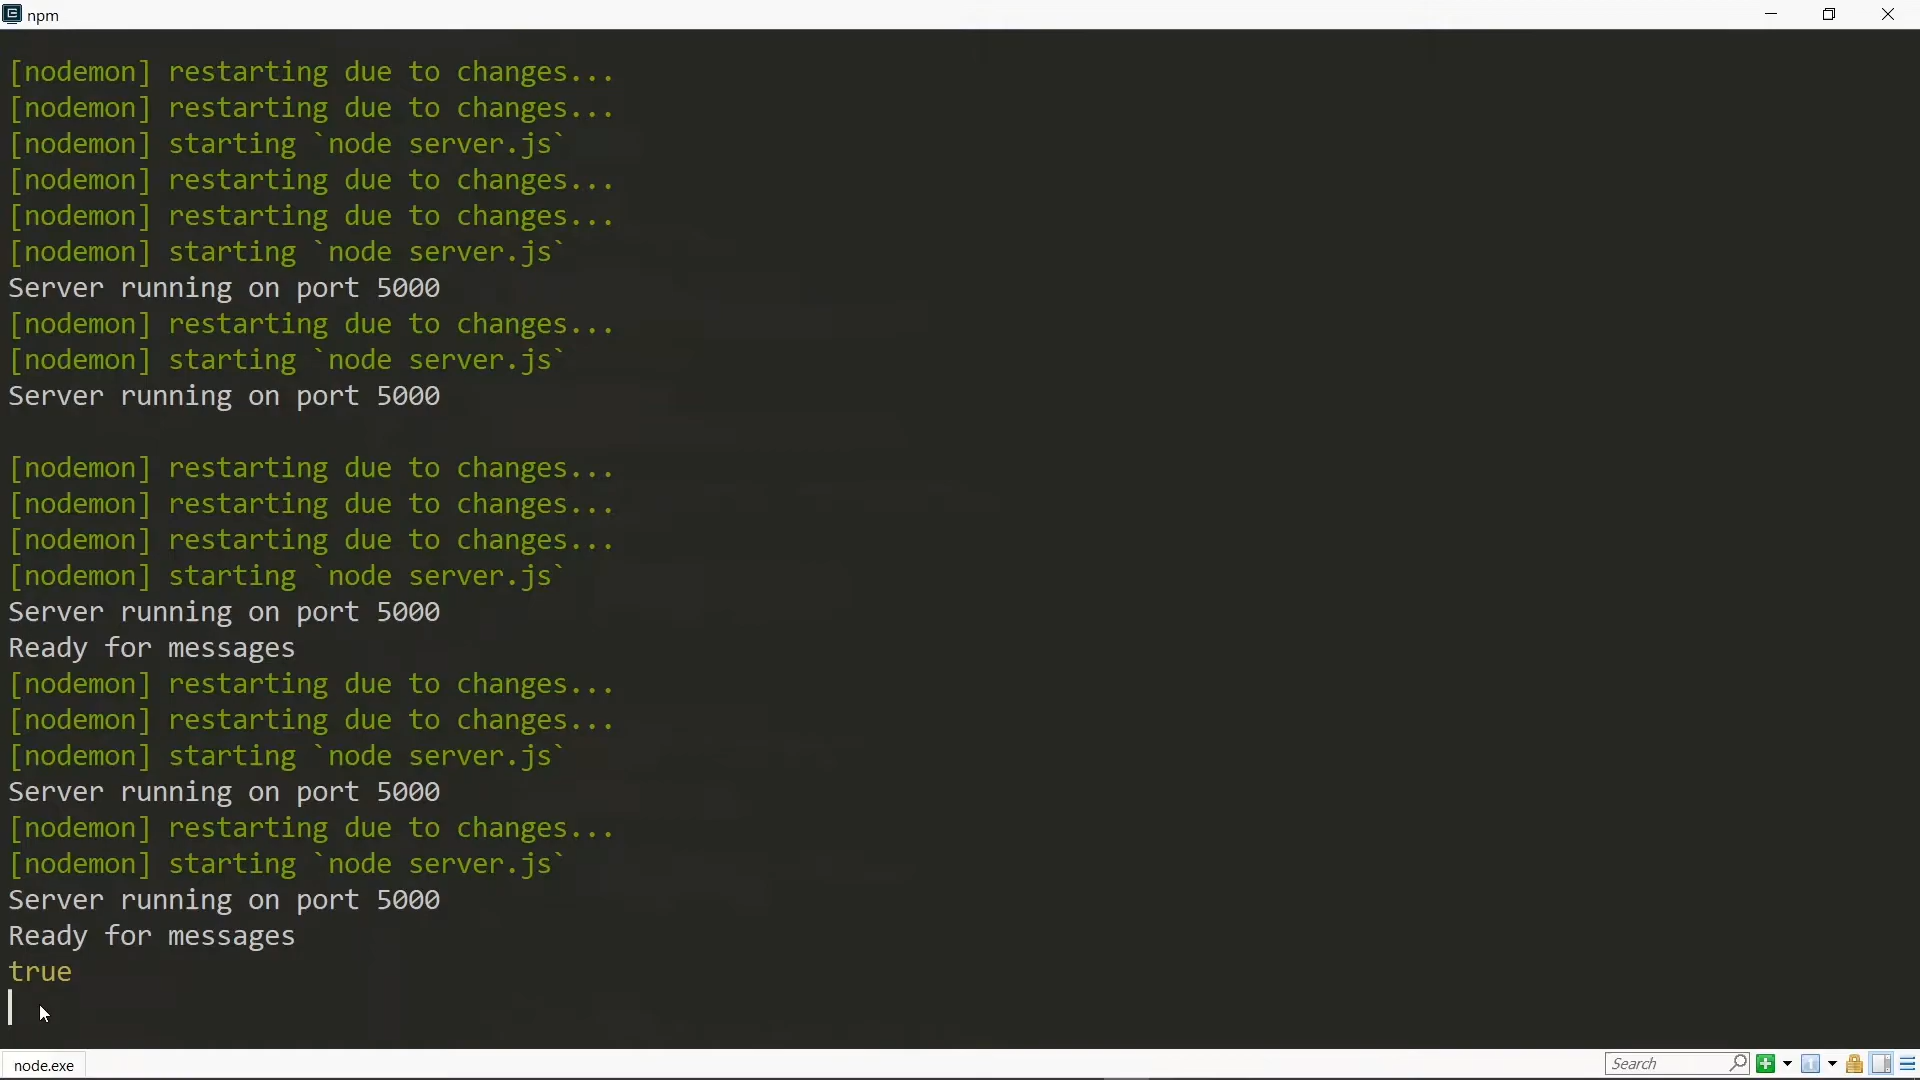 npm
[nodemon] restarting due to changes...
[nodemon] restarting due to changes...
[nodemon] starting `node server.js`
[nodemon] restarting due to changes...
[nodemon] restarting due to changes...
[nodemon] starting `node server.js`
Server running on port 5000
[nodemon] restarting due to changes...
[nodemon] starting `node server.js`
Server running on port 5000
[nodemon] restarting due to changes...
[nodemon] restarting due to changes...
[nodemon] restarting due to changes...
[nodemon] starting `node server.js`
Server running on port 5000
Ready for messages
[nodemon] restarting due to changes...
[nodemon] restarting due to changes...
[nodemon] starting `node server.js`
Server running on port 5000
[nodemon] restarting due to changes...
[nodemon] starting `node server.js`
Server running on port 5000
Ready for messages
true
node.exe
Search